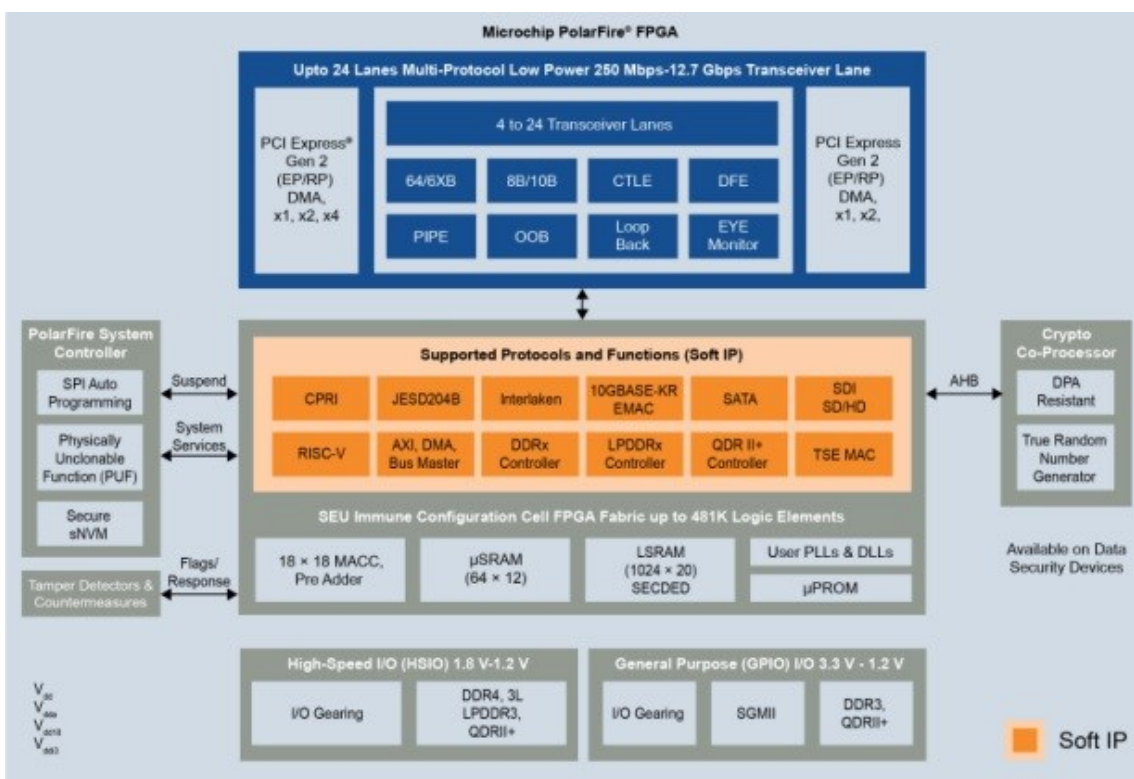 Microchip PolarFire® FPGA
Upto 24 Lanes Multi-Protocol Low Power 250 Mbps-12.7 Gbps Transceiver Lane
PCI Express®
Gen 2
(EP/RP)
DMA,
x1, x2, x4
4 to 24 Transceiver Lanes
64/6XB
8B/10B
CTLE
DFE
PIPE
OOB
Loop
Back
EYE
Monitor
PCI Express
Gen 2
(EP/RP)
DMA,
x1, x2,
PolarFire System
Controller
SPI Auto
Programming
Physically
Unclonable
Function (PUF)
Secure
sNVM
Tamper Detectors &
Countermeasures
Suspend
System
Services
Flags/
Response
Supported Protocols and Functions (Soft IP)
CPRI
JESD204B
Interlaken
10GBASE-KR
EMAC
SATA
SDI
SD/HD
RISC-V
AXI, DMA,
Bus Master
DDRx
Controller
LPDDRx
Controller
QDR II+
Controller
TSE MAC
SEU Immune Configuration Cell FPGA Fabric up to 481K Logic Elements
18 × 18 MACC,
Pre Adder
µSRAM
(64 × 12)
LSRAM
(1024 × 20)
SECDED
User PLLs & DLLs
µPROM
AHB
Crypto
Co-Processor
DPA
Resistant
True Random
Number
Generator
Available on Data
Security Devices
High-Speed I/O (HSIO) 1.8 V-1.2 V
I/O Gearing
DDR4, 3L
LPDDR3,
QDRII+
General Purpose (GPIO) I/O 3.3 V - 1.2 V
I/O Gearing
SGMII
DDR3,
QDRII+
Soft IP